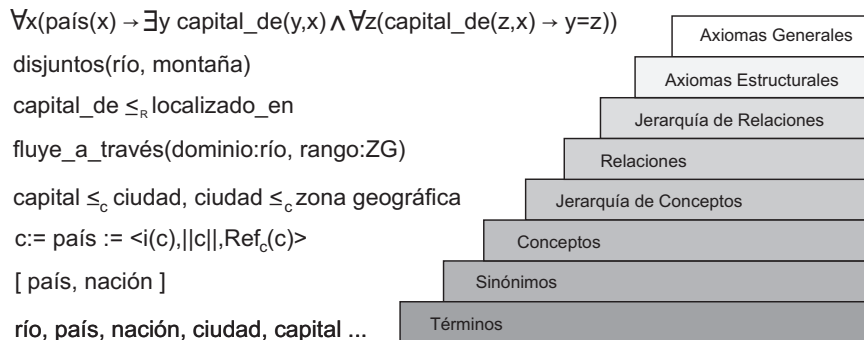 ∀x(país(x) → ∃y capital_de(y,x) ∧ ∀z(capital_de(z,x) → y=z))
Axiomas Generales
disjuntos(río, montaña)
Axiomas Estructurales
capital_de ≤R localizado_en
Jerarquía de Relaciones
fluye_a_través(dominio:río, rango:ZG)
Relaciones
capital ≤c ciudad, ciudad ≤c zona geográfica
Jerarquía de Conceptos
c:= país := <i(c),||c||,Refc(c)>
Conceptos
[ país, nación ]
Sinónimos
río, país, nación, ciudad, capital ...
Términos